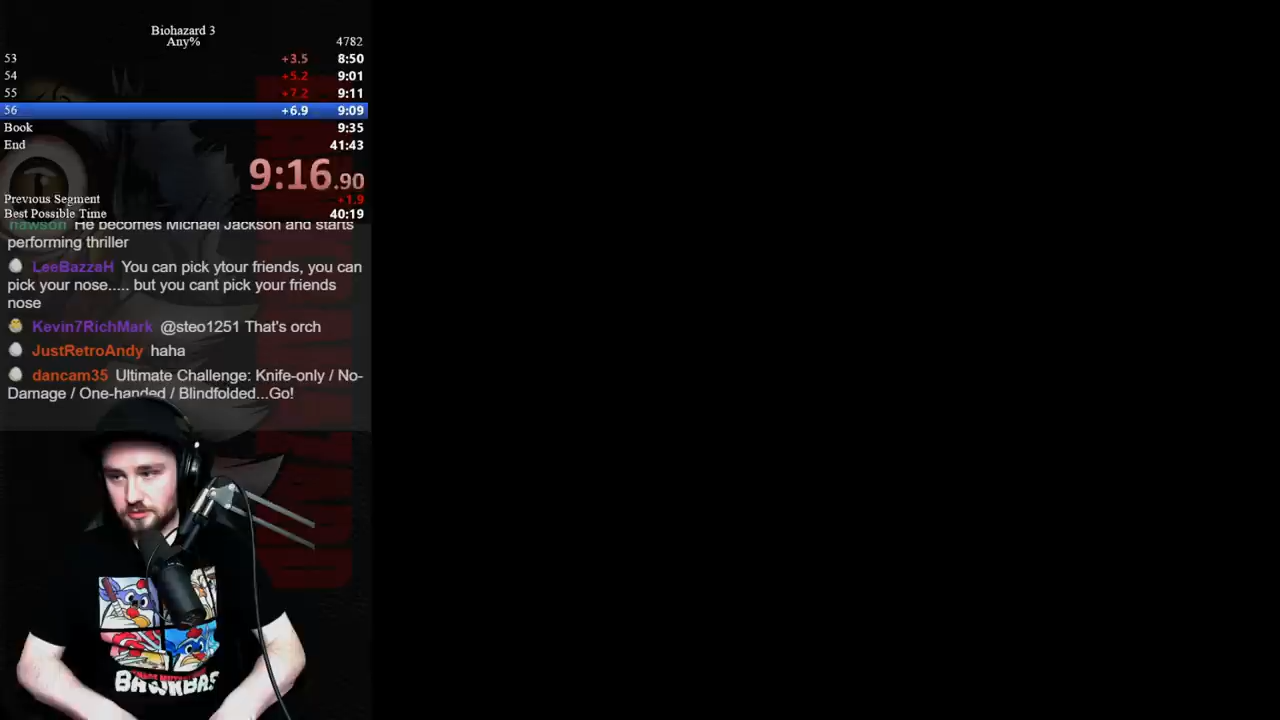 Biohazard 3
Any%
4782
53 +3.5 8:50
54 +5.2 9:01
55 +7.2 9:11
56 +6.9 9:09
Book 9:35
End 41:43
9:16.90
Previous Segment +1.9
Best Possible Time 40:19
hawson He becomes Michael Jackson and starts
performing thriller
LeeBazzaH You can pick ytour friends, you can
pick your nose..... but you cant pick your friends
nose
Kevin7RichMark @steo1251 That's orch
JustRetroAndy haha
dancam35 Ultimate Challenge: Knife-only / No-
Damage / One-handed / Blindfolded...Go!